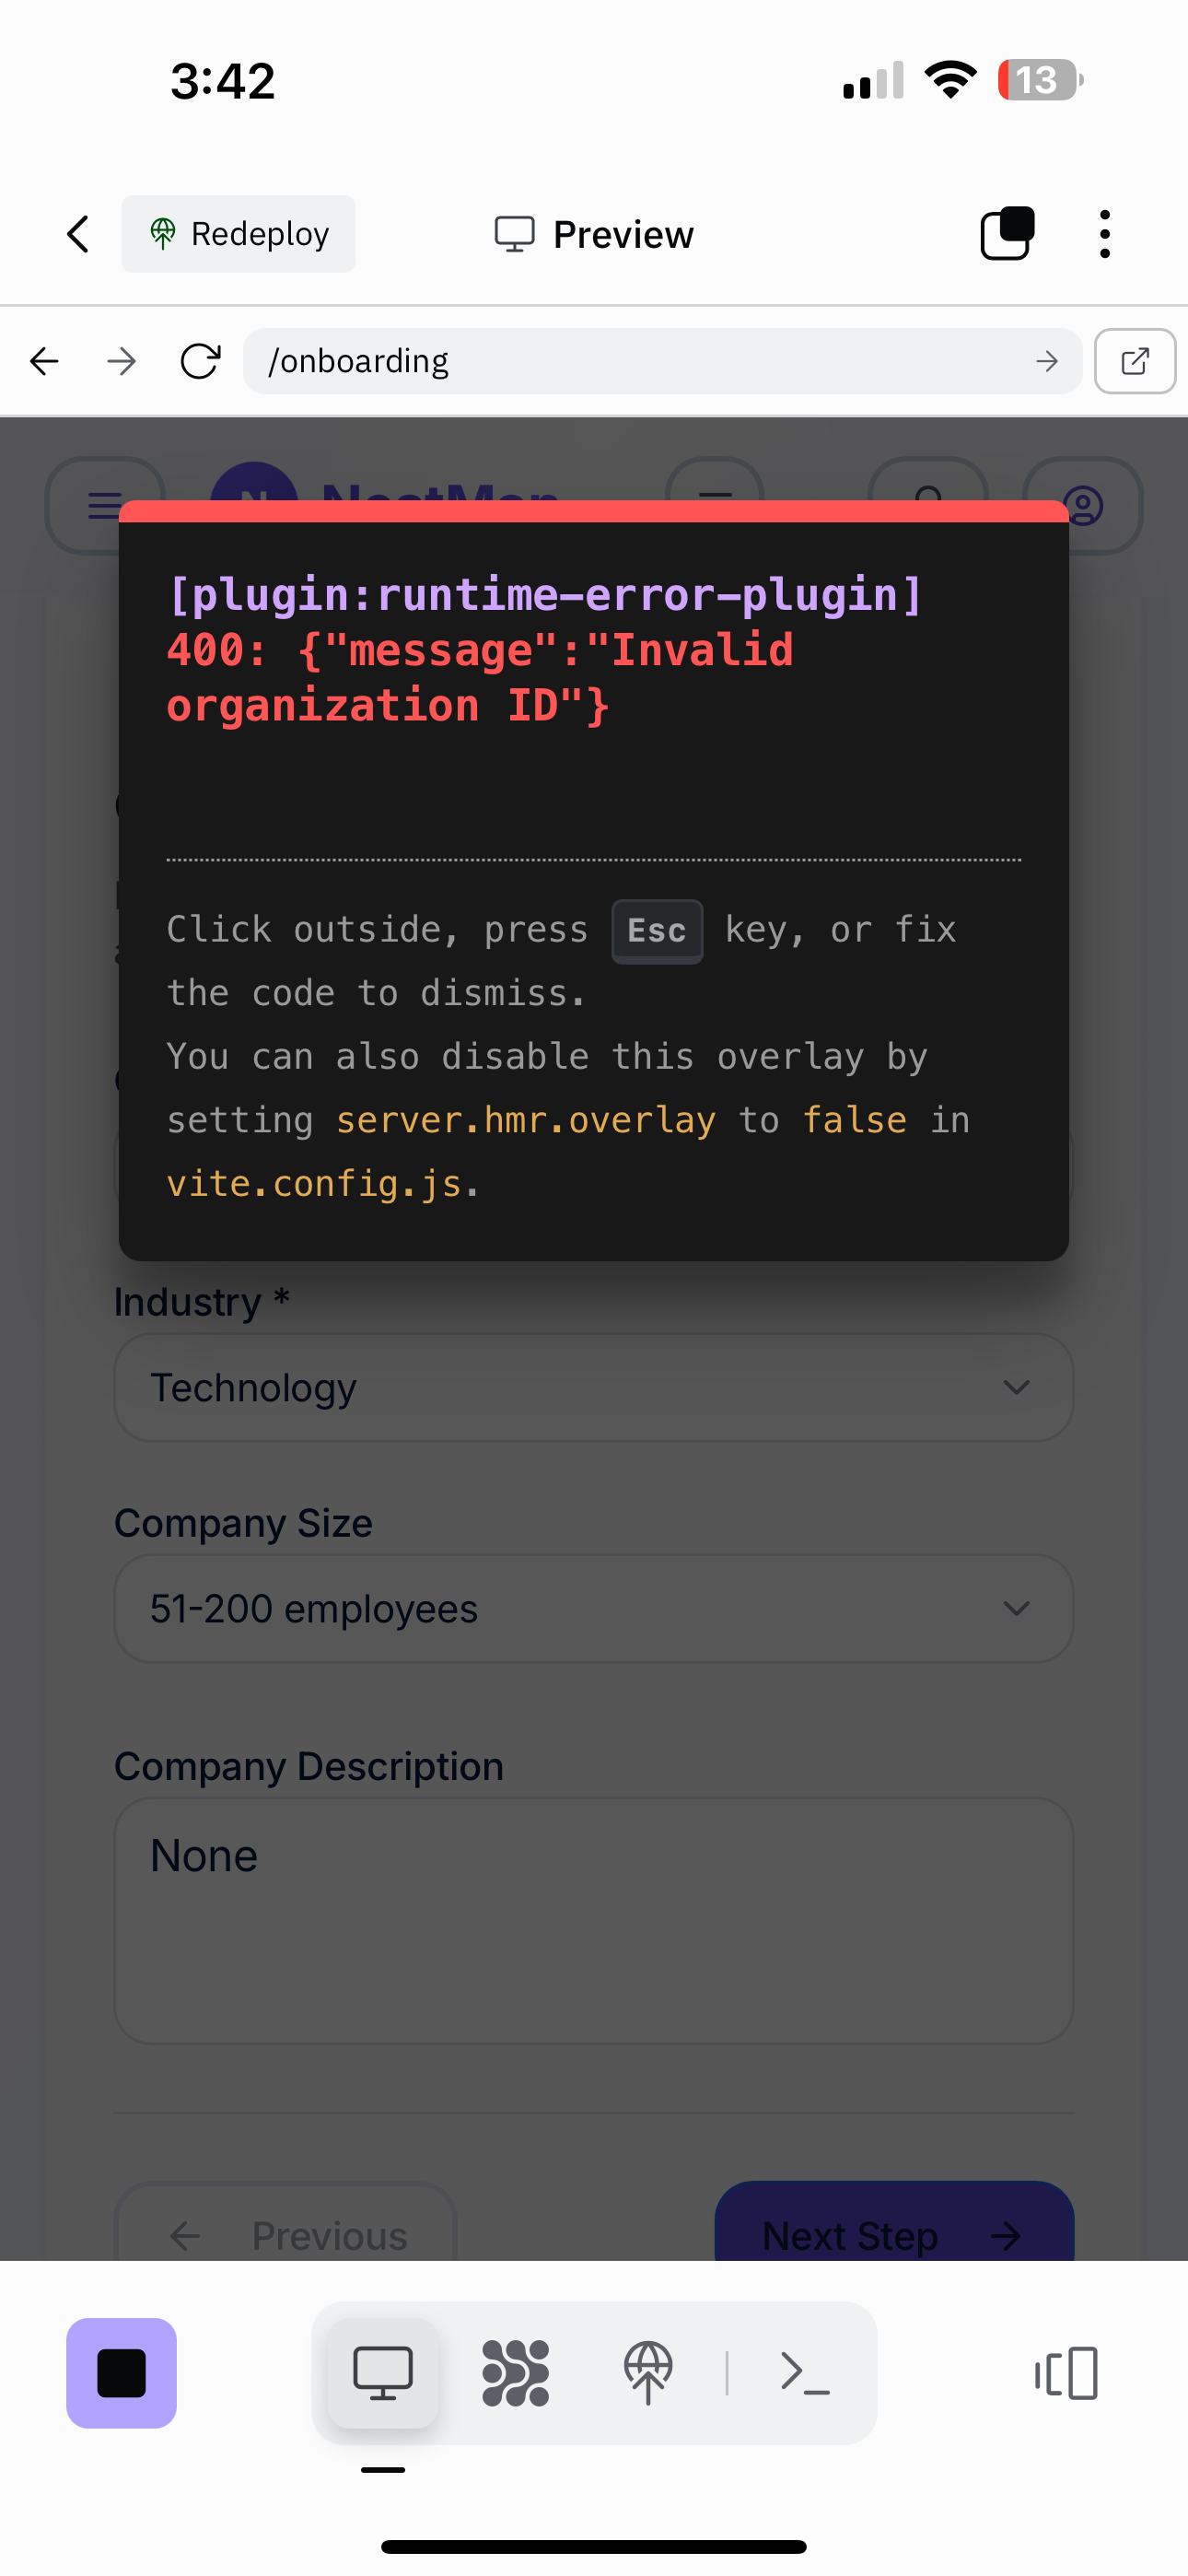 3:42
13
Redeploy
Preview
/onboarding
[plugin:runtime-error-plugin]
400: {"message":"Invalid
organization ID"}
Click outside, press Esc key, or fix
the code to dismiss.
You can also disable this overlay by
setting server.hmr.overlay to false in
vite.config.js.
Industry *
Technology
Company Size
51-200 employees
Company Description
None
Previous
Next Step